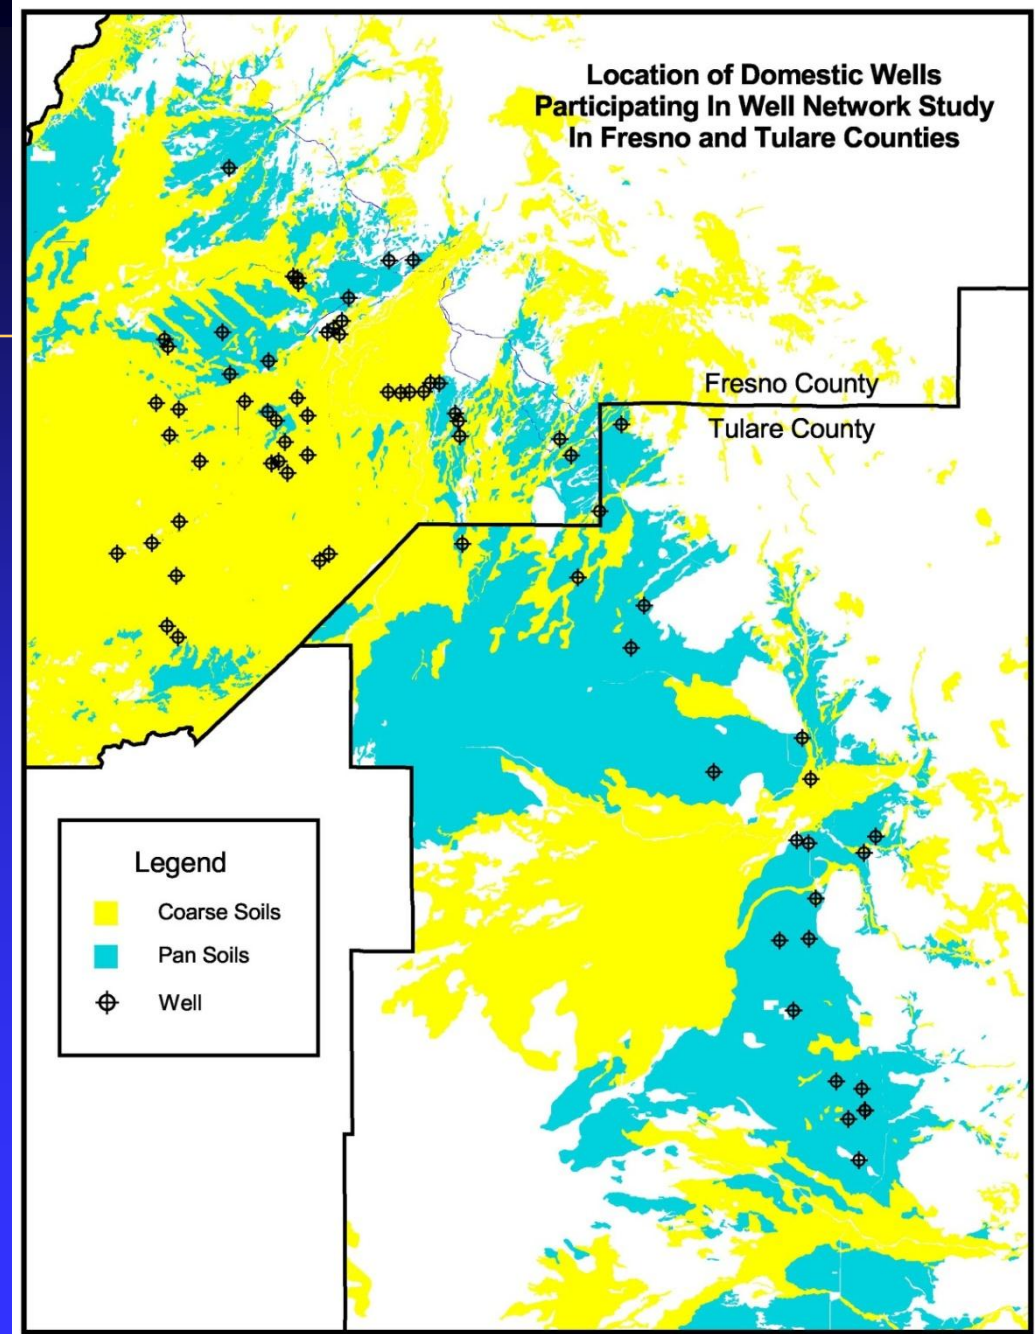 Location of Domestic Wells
Participating In Well Network Study
In Fresno and Tulare Counties
Fresno County
Tulare County
Legend
Coarse Soils
Pan Soils
Well